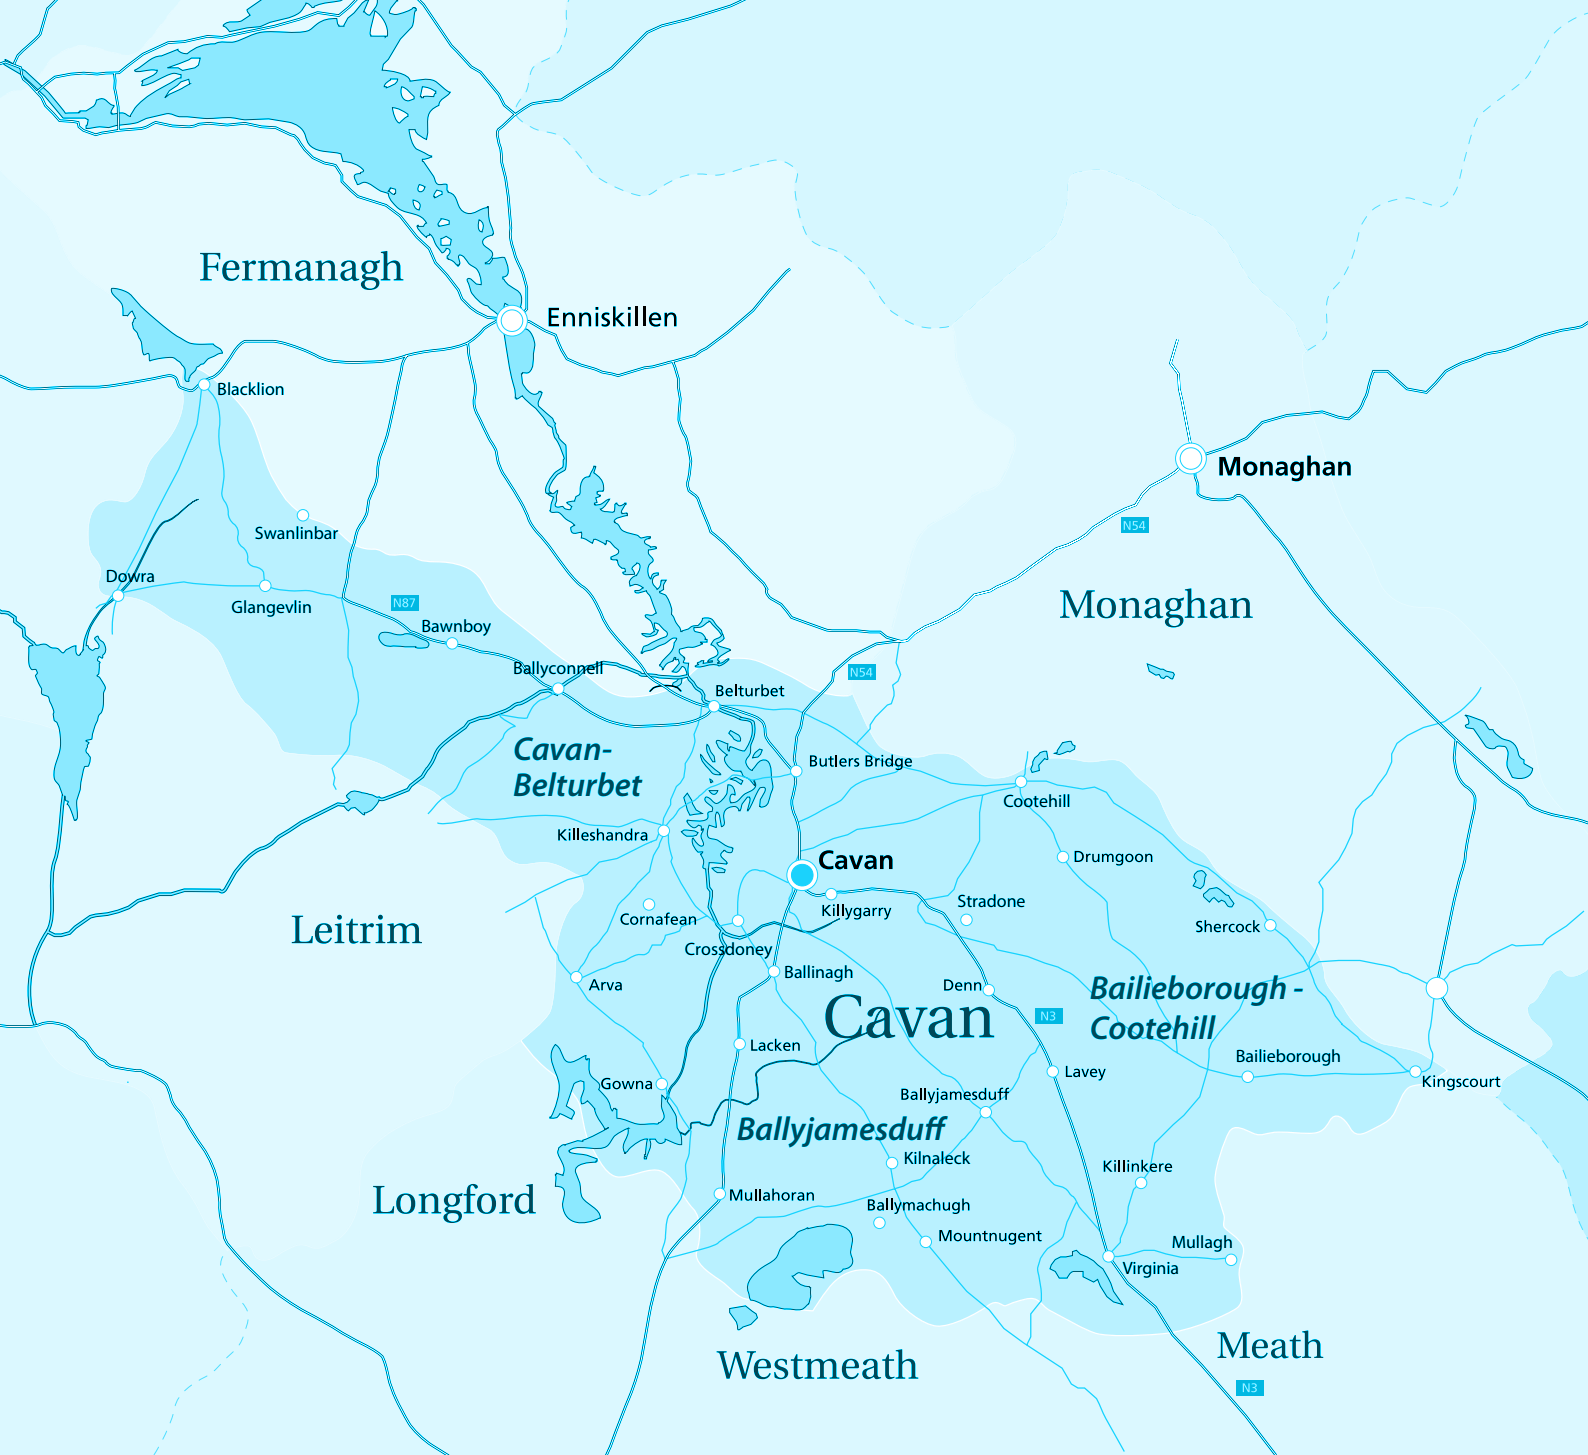 Fermanagh
Enniskillen
Blacklion
Monaghan
Swanlinbar
N54
Dowra
Glangevlin
N87
Monaghan
Bawnboy
Ballyconnell
N54
Belturbet
Cavan-
Belturbet
Butlers Bridge
Cootehill
Killeshandra
Cavan
Drumgoon
Stradone
Killygarry
Cornafean
Shercock
Leitrim
Crossdoney
Ballinagh
Arva
Denn
Bailieborough -
Cootehill
Cavan
N3
Lacken
Bailieborough
Lavey
Gowna
Kingscourt
Ballyjamesduff
Ballyjamesduff
Kilnaleck
Killinkere
Longford
Mullahoran
Ballymachugh
Mountnugent
Mullagh
Virginia
Meath
Westmeath
N3